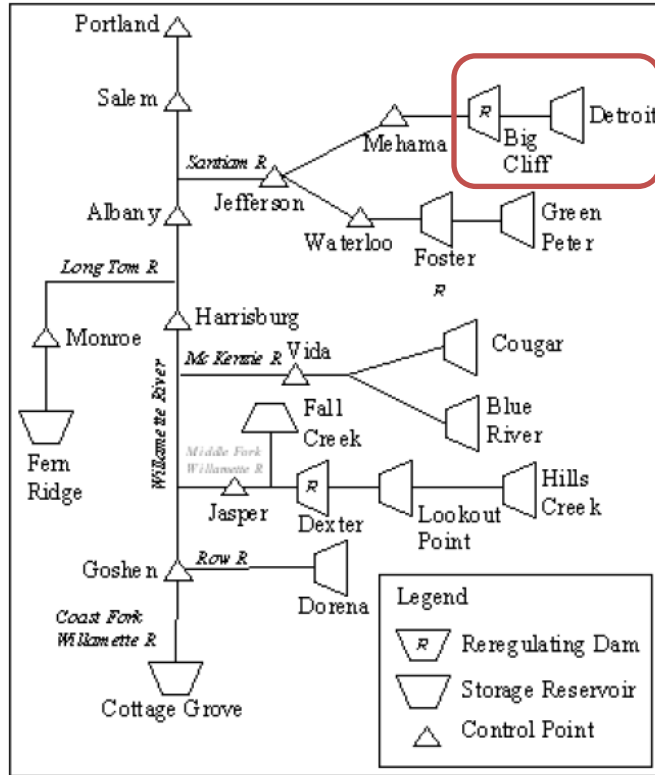 Portland
Salem
R
Detroit
Mehama
Big
Cliff
Santiam R
Jefferson
Albany
Waterloo
Foster
Green
Peter
Long Tom R
R
Monroe
Harrisburg
Mc Kenzie R
Vida
Cougar
Willamette River
Fall
Creek
Blue
River
Fern
Ridge
Middle Fork
Willamette R
R
Hills
Creek
Jasper
Dexter
Lookout
Point
Goshen
Row R
Dorena
Coast Fork
Willamette R
Cottage Grove
Legend
R
Reregulating Dam
Storage Reservoir
Control Point